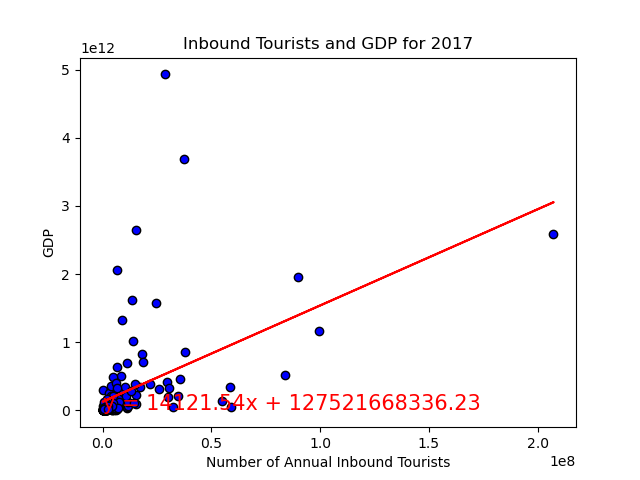 Inbound Tourists and GDP for 2017
1e12
5
4
3
2
1
0
GDP
y = 14121.54x + 127521668336.23
0.0 0.5 1.0 1.5 2.0
1e8
Number of Annual Inbound Tourists